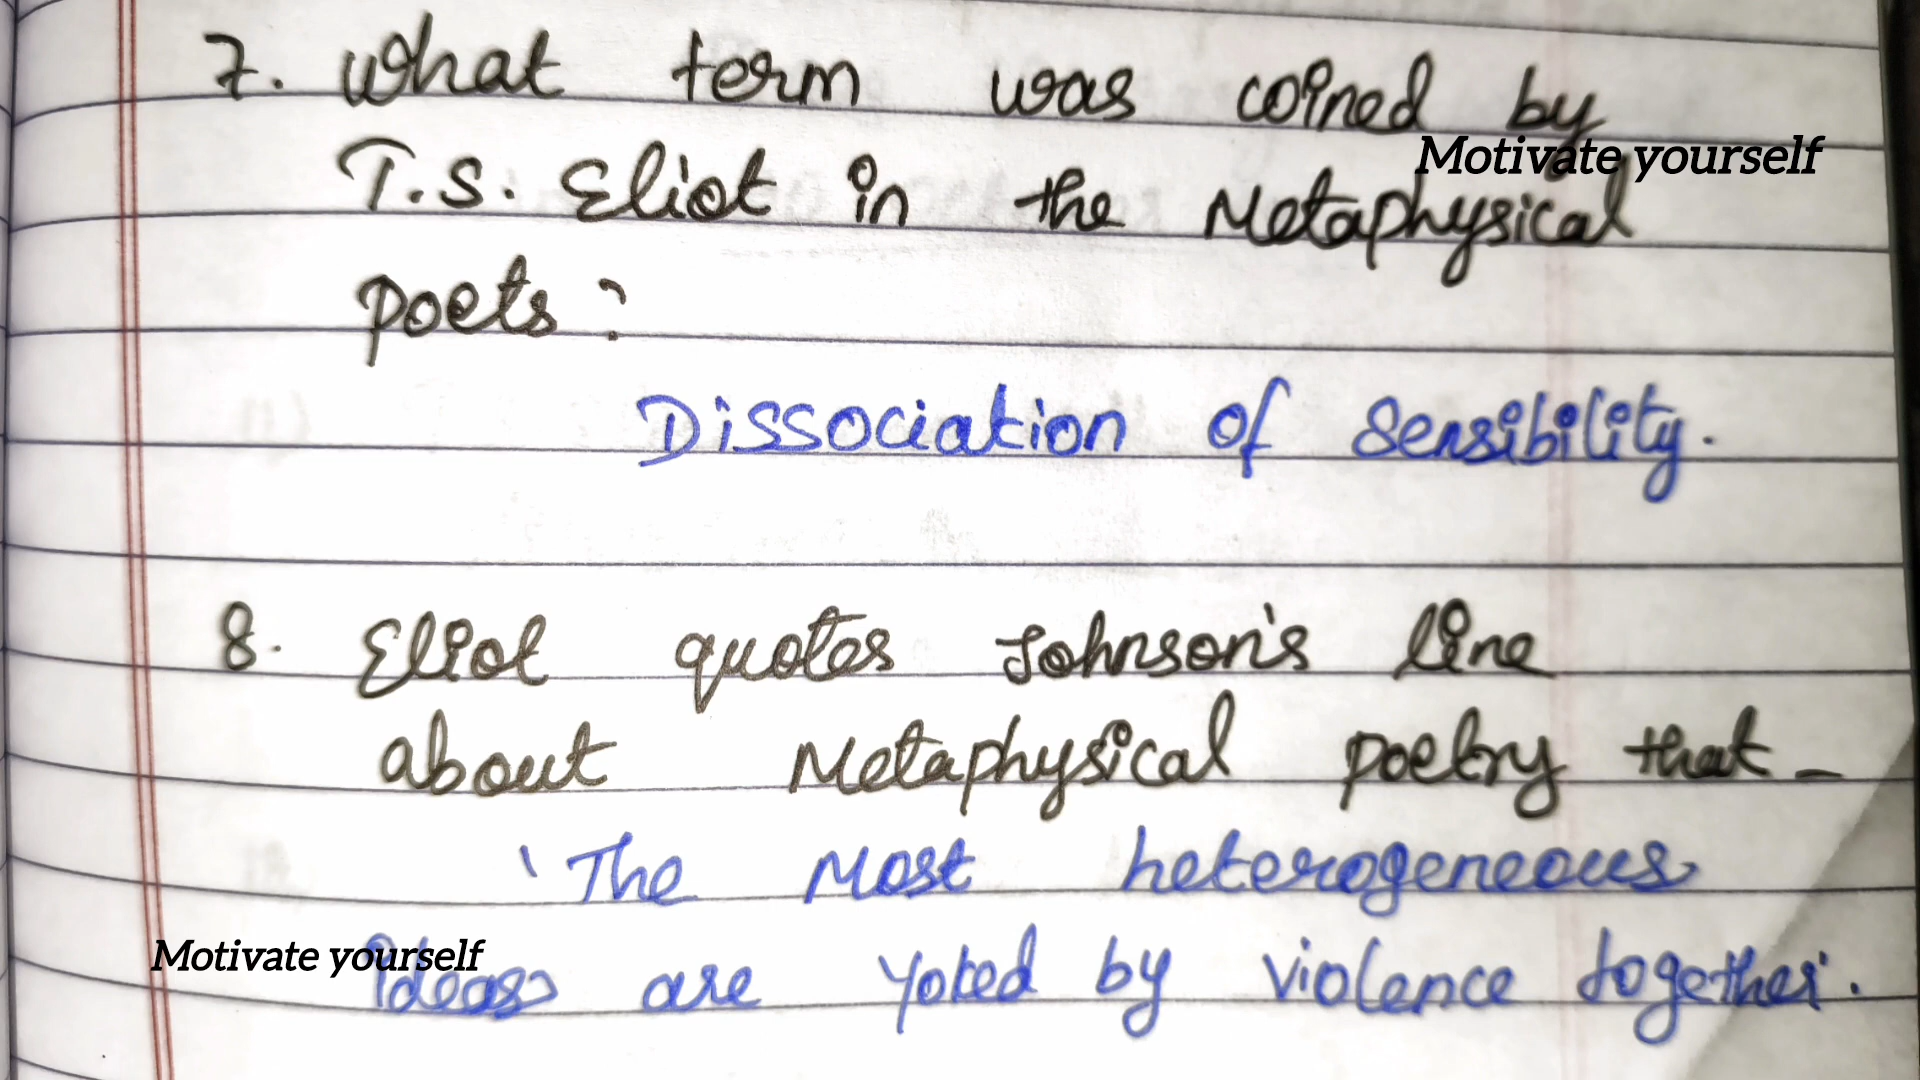 7. What term was coined by
Motivate yourself
T.S. Eliot in the Metaphysical
poets?
Dissociation of Sensibility.
8. Eliot quotes Johnson's line
about Metaphysical poetry that -
'The Most heterogeneous
Motivate yourself
ideas are yoked by violence together'.